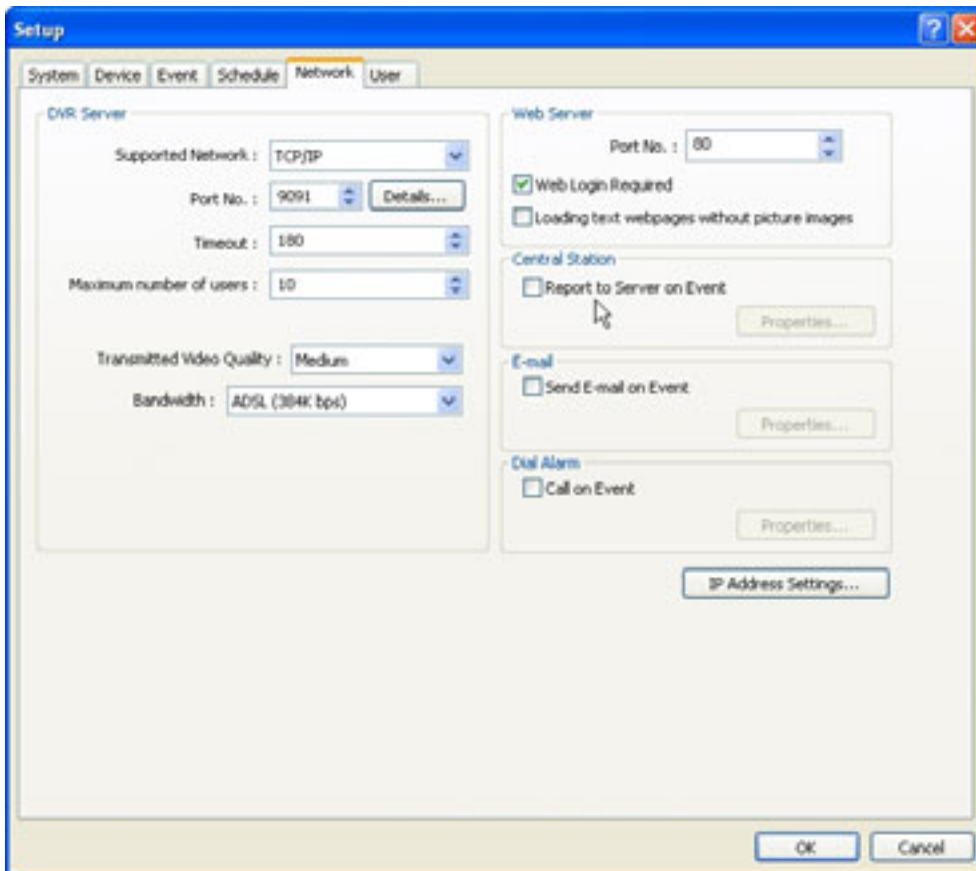 Setup
System Device Event Schedule Network User
DVR Server
Supported Network : TCP/IP
Port No. : 9091 Details...
Timeout : 180
Maximum number of users : 10
Transmitted Video Quality : Medium
Bandwidth : ADSL (384K bps)
Web Server
Port No. : 80
Web Login Required
Loading text webpages without picture images
Central Station
Report to Server on Event
Properties...
E-mail
Send E-mail on Event
Properties...
Dial Alarm
Call on Event
Properties...
IP Address Settings...
OK Cancel